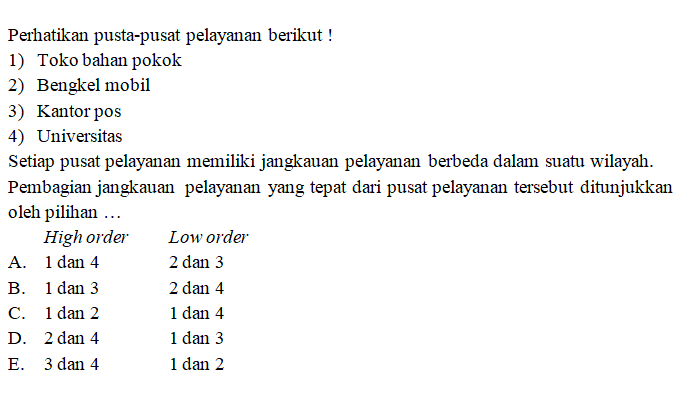 Perhatikan pusta-pusat pelayanan berikut !
1) Toko bahan pokok
2) Bengkel mobil
3) Kantor pos
4) Universitas
Setiap pusat pelayanan memiliki jangkauan pelayanan berbeda dalam suatu wilayah.
Pembagian jangkauan pelayanan yang tepat dari pusat pelayanan tersebut ditunjukkan
oleh pilihan …
High order Low order
A. 1 dan 4 2 dan 3
B. 1 dan 3 2 dan 4
C. 1 dan 2 1 dan 4
D. 2 dan 4 1 dan 3
E. 3 dan 4 1 dan 2